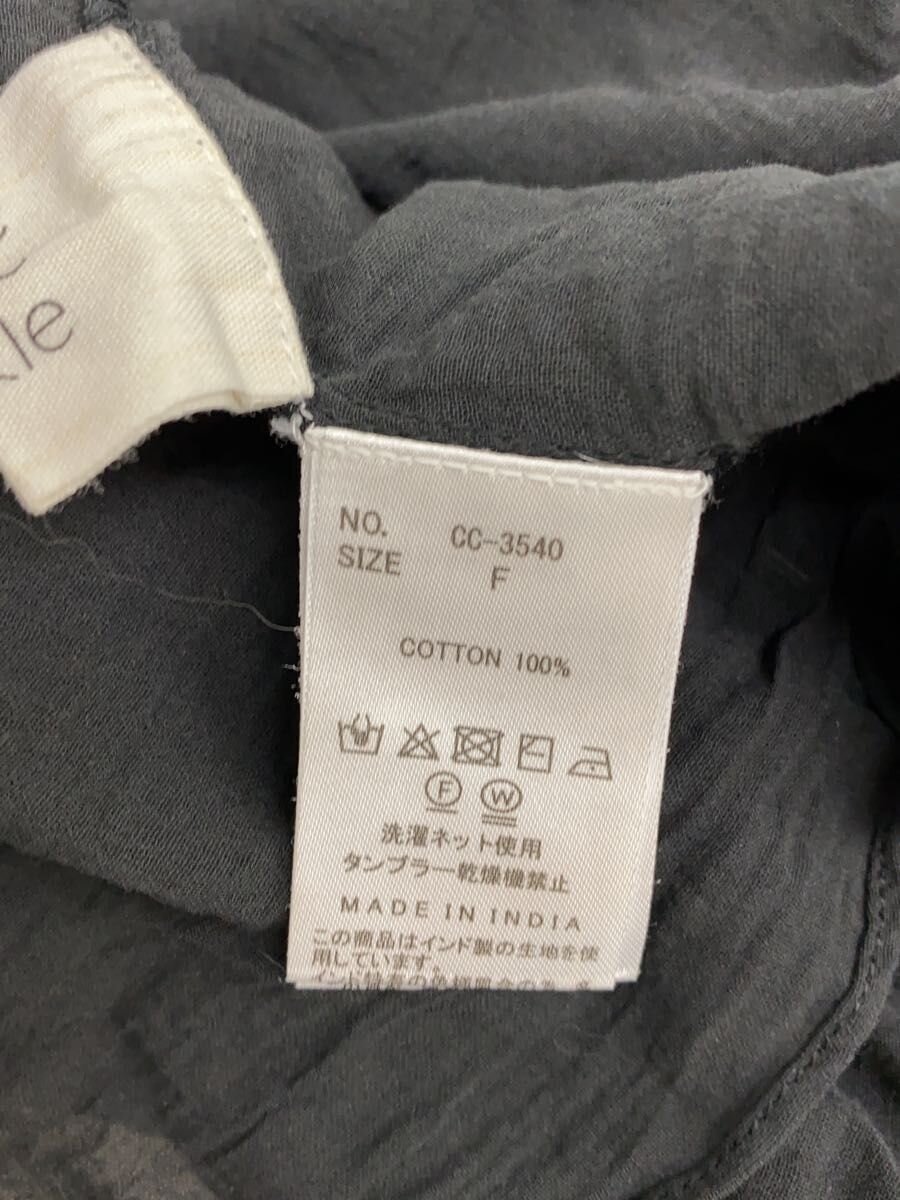 NO. CC-3540
SIZE F
COTTON 100%
F W
洗濯ネット使用
タンブラー乾燥機禁止
MADE IN INDIA
この商品はインド製の生地を使
用しています。